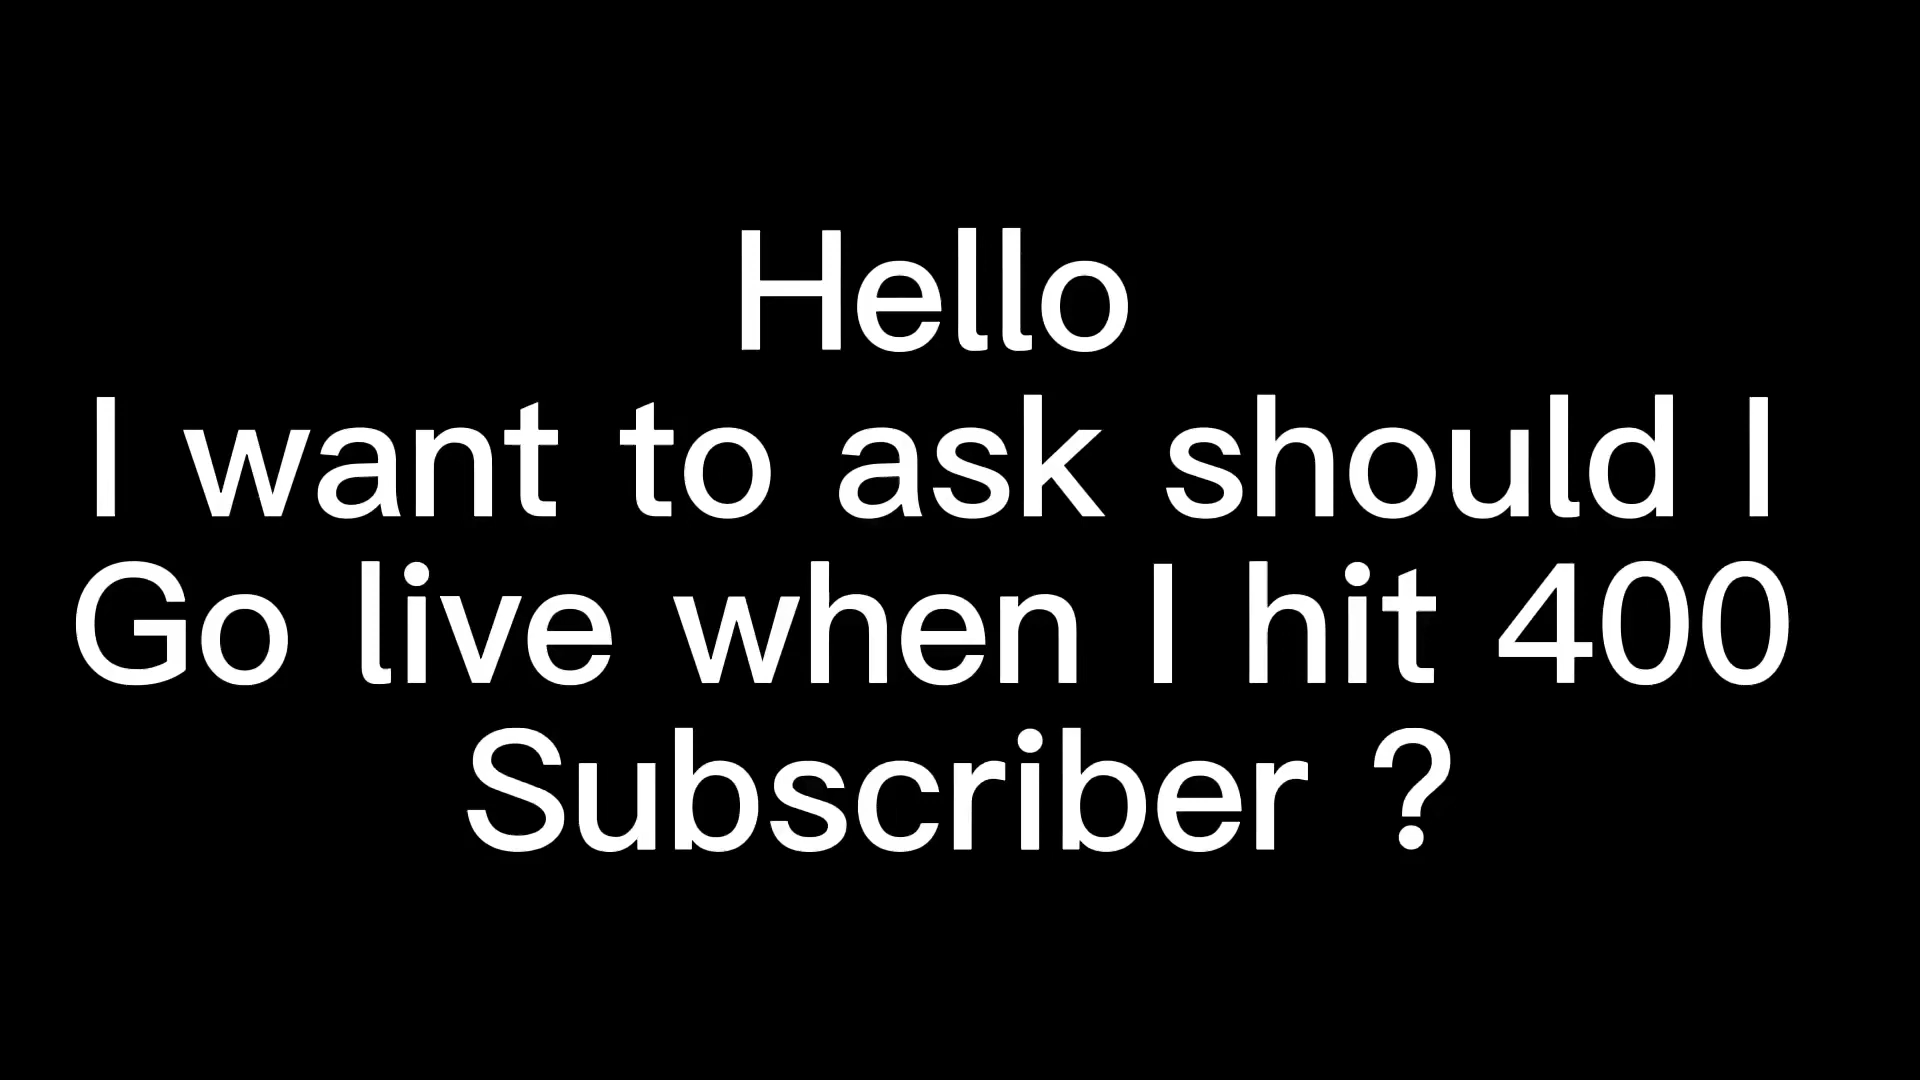 Hello
I want to ask should I
Go live when I hit 400
Subscriber ?